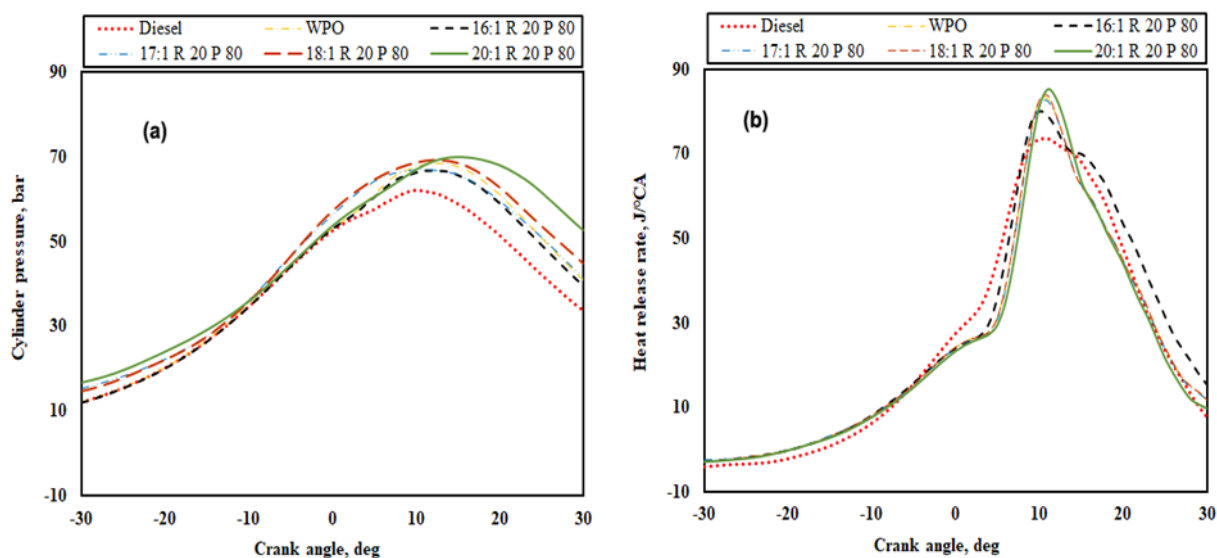 Diesel WPO 16:1 R 20 P 80
17:1 R 20 P 80 18:1 R 20 P 80 20:1 R 20 P 80
(a)
Cylinder pressure, bar
90
70
50
30
10
-10
-30 -20 -10 0 10 20 30
Crank angle, deg
Diesel WPO 16:1 R 20 P 80
17:1 R 20 P 80 18:1 R 20 P 80 20:1 R 20 P 80
(b)
Heat release rate, J/°CA
90
70
50
30
10
-10
-30 -20 -10 0 10 20 30
Crank angle, deg